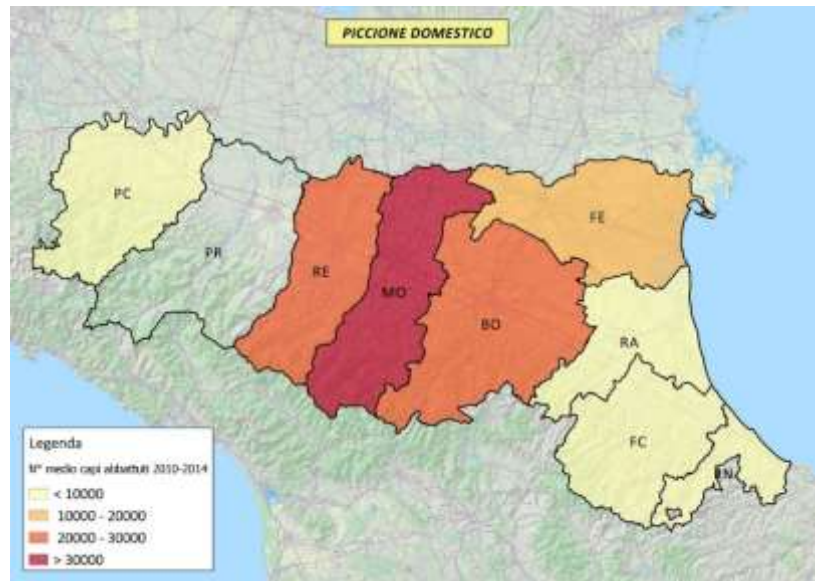 PICCIONE DOMESTICO
PC
PR
RE
MO
FE
BO
RA
FC
RN
Legenda
N° medio capi abbattuti 2010-2014
< 10000
10000 - 20000
20000 - 30000
> 30000